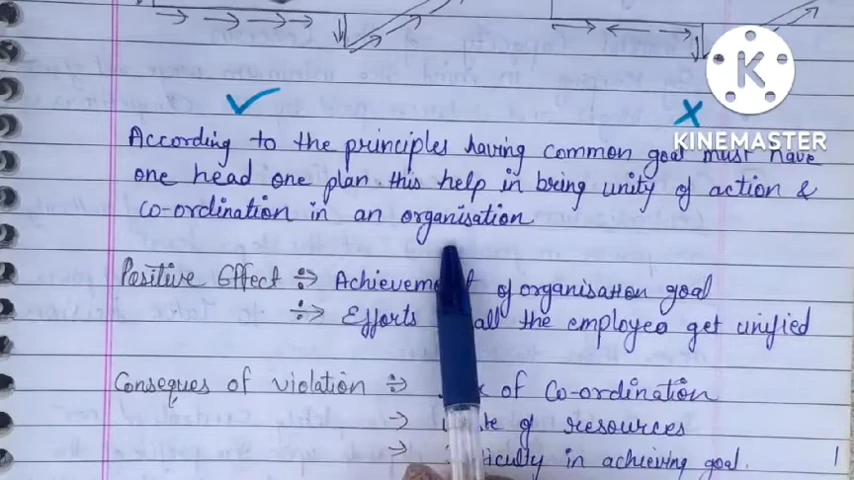 K
KINEMASTER
According to the principles having common goal must have
one head one plan this help in bring unity of action &
co-ordination in an organisation
Positive Effect Achievement of organisation goal
Efforts all the employee get unified
Conseques of violation of Co-ordination
of resources
in achieving goal.